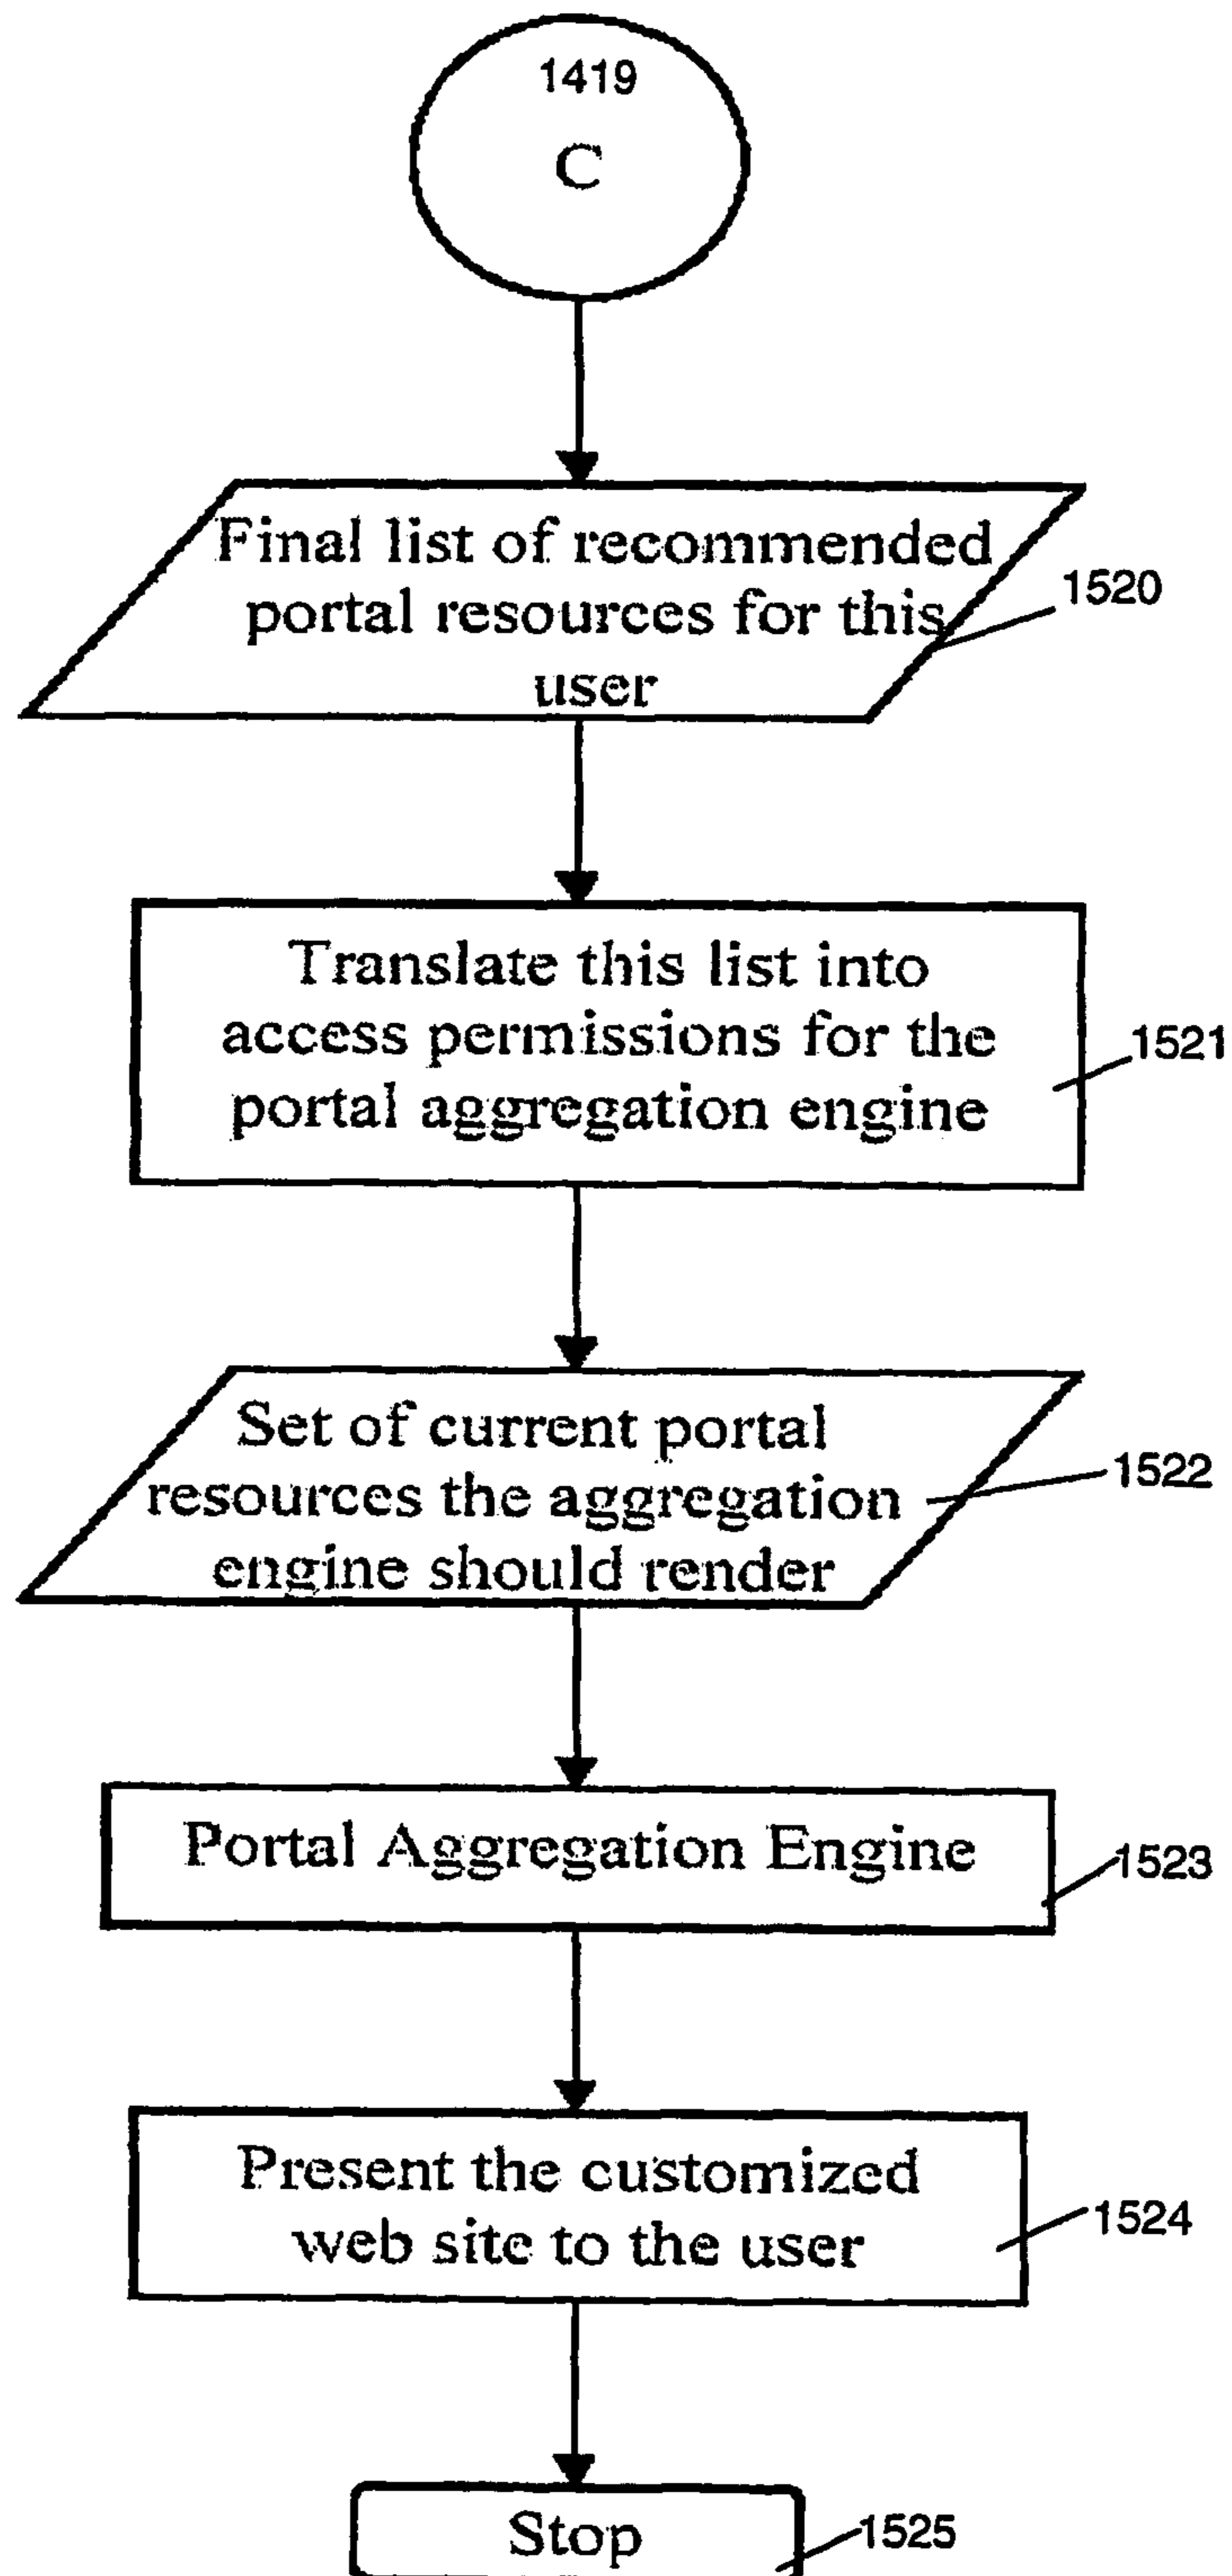 1419
C
Final list of recommended
portal resources for this
user
1520
Translate this list into
access permissions for the
portal aggregation engine
1521
Set of current portal
resources the aggregation
engine should render
1522
Portal Aggregation Engine
1523
Present the customized
web site to the user
1524
Stop
1525